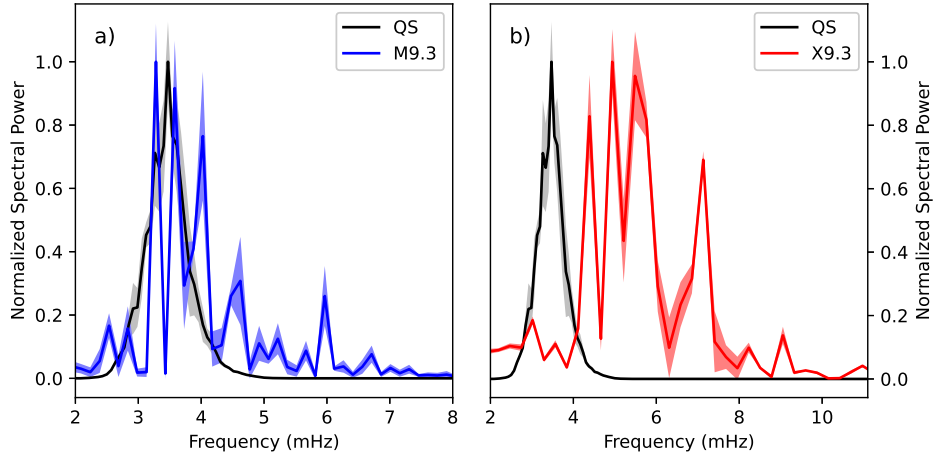 a)
QS
M9.3
Normalized Spectral Power
1.0
0.8
0.6
0.4
0.2
0.0
2 3 4 5 6 7 8
Frequency (mHz)
b)
QS
X9.3
1.0
0.8
0.6
0.4
0.2
0.0
Normalized Spectral Power
2 4 6 8 10
Frequency (mHz)